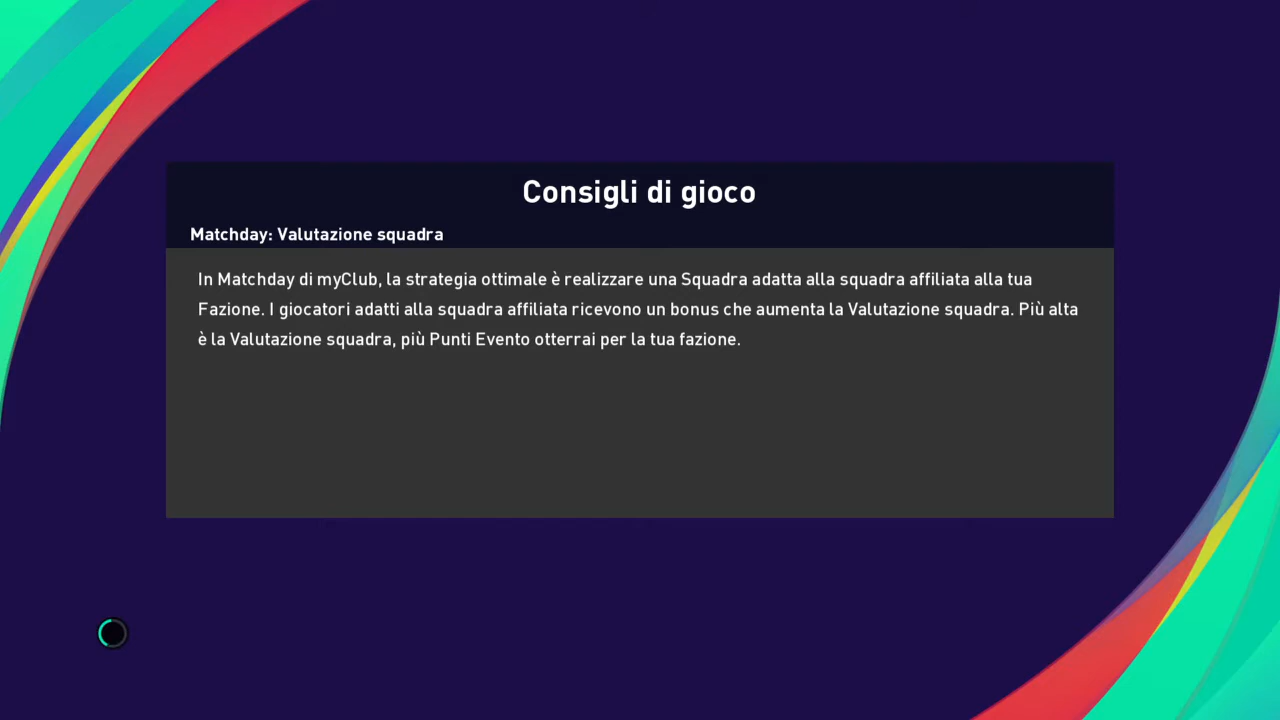 Consigli di gioco
Matchday: Valutazione squadra
In Matchday di myClub, la strategia ottimale è realizzare una Squadra adatta alla squadra affiliata alla tua
Fazione. I giocatori adatti alla squadra affiliata ricevono un bonus che aumenta la Valutazione squadra. Più alta
è la Valutazione squadra, più Punti Evento otterrai per la tua fazione.